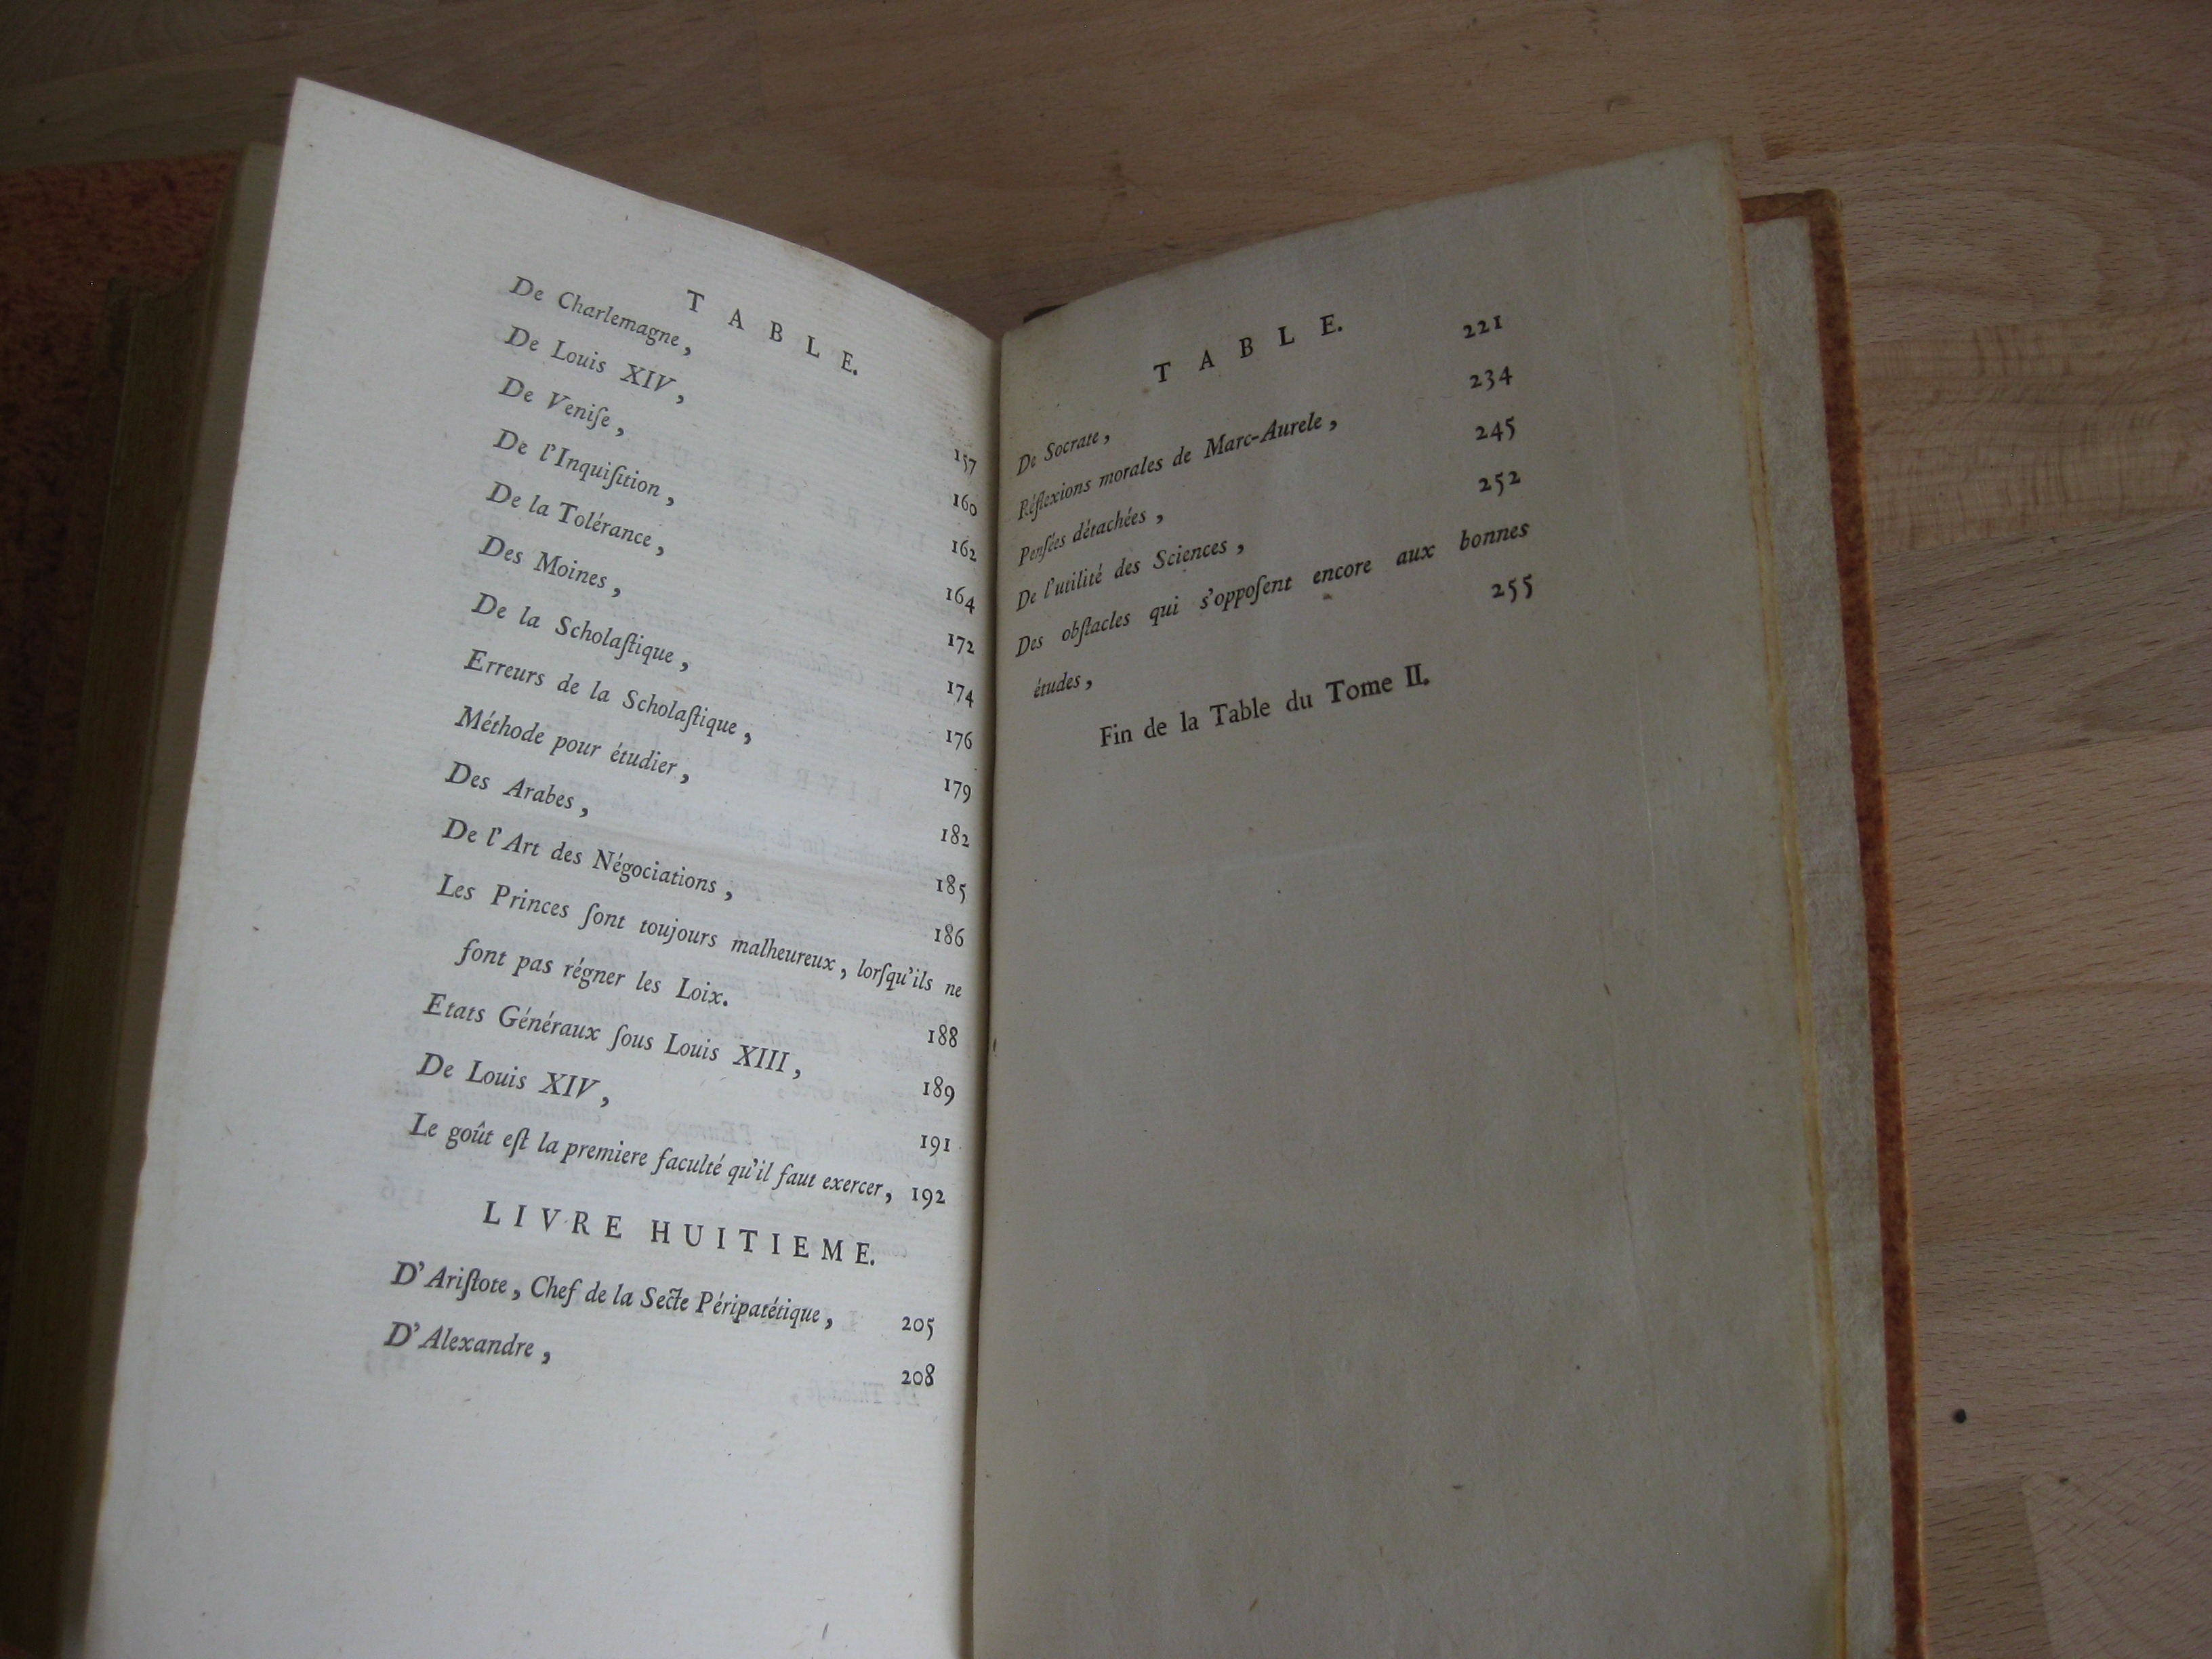 TABLE.
De Charlemagne, 157
De Louis XIV, 160
De Veniſe, 162
De l'Inquiſition, 164
De la Tolérance, 172
Des Moines, 174
De la Scholaſtique, 176
Erreurs de la Scholaſtique, 179
Méthode pour étudier, 182
Des Arabes, 185
De l'Art des Négociations, 186
Les Princes ſont toujours malheureux, lorſqu'ils ne
font pas régner les Loix. 188
Etats Généraux ſous Louis XIII, 189
De Louis XIV, 191
Le goût eſt la premiere faculté qu'il faut exercer, 192
LIVRE HUITIEME.
D'Ariſtote, Chef de la Secte Péripatétique, 205
D'Alexandre, 208
TABLE.
De Socrate, 221
Réflexions morales de Marc-Aurele, 234
Penſées détachées, 245
De l'utilité des Sciences, 252
Des obſtacles qui s'oppoſent encore aux bonnes
études, 255
Fin de la Table du Tome II.